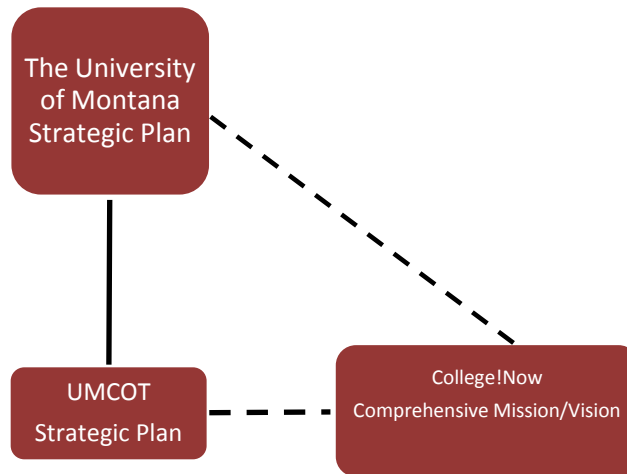 The University
of Montana
Strategic Plan
UMCOT
Strategic Plan
College!Now
Comprehensive Mission/Vision